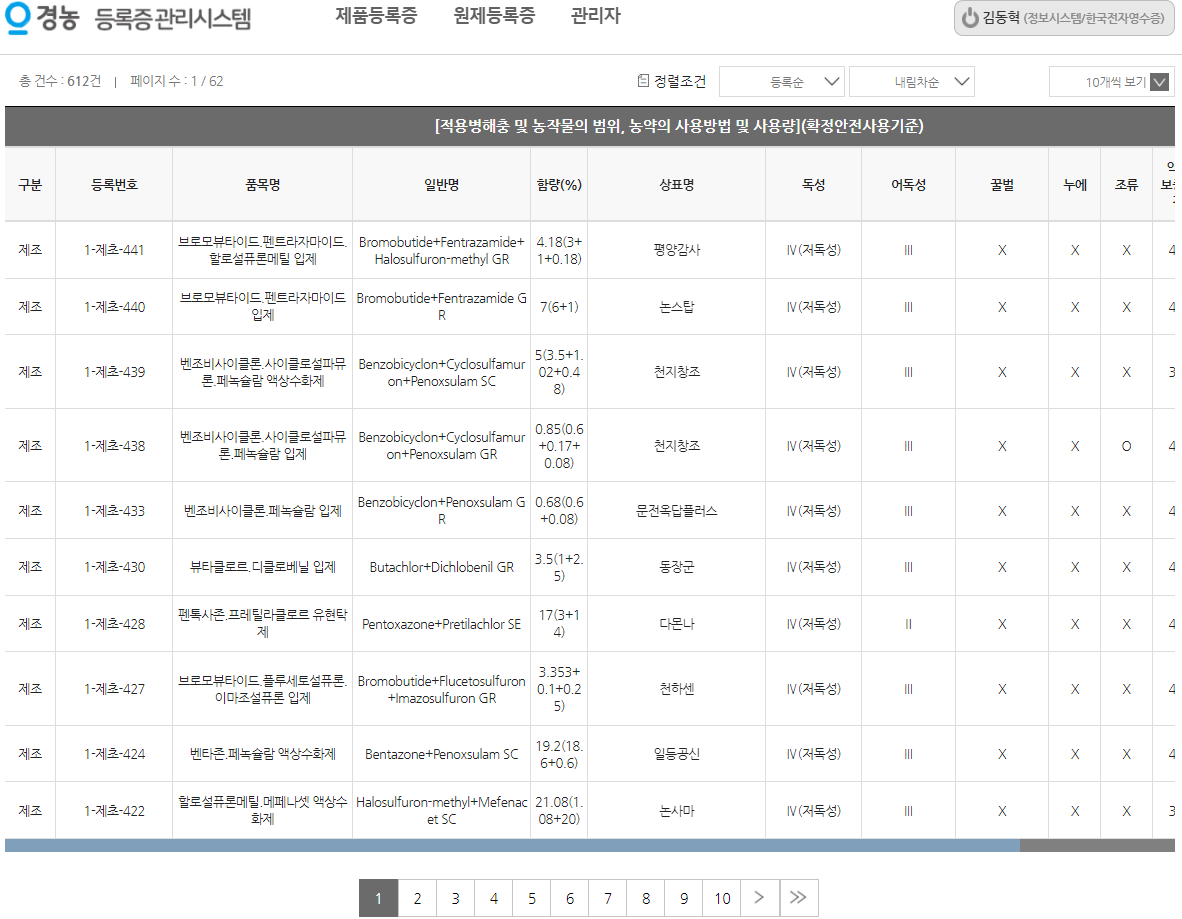 경농 등록증관리시스템
제품등록증 원제등록증 관리자
김동혁 (정보시스템/한국전자영수증)
총 건수 : 612건 | 페이지 수 : 1 / 62
정렬조건 등록순 내림차순 10개씩 보기
[적용병해충 및 농작물의 범위, 농약의 사용방법 및 사용량](확정안전사용기준)
구분 등록번호 품목명 일반명 함량(%) 상표명 독성 어독성 꿀벌 누에 조류
제조 1-제초-441 브로모뷰타이드.펜트라자마이드.할로설퓨론메틸 입제 Bromobutide+Fentrazamide+Halosulfuron-methyl GR 4.18(3+1+0.18) 평양감사 IV(저독성) III X X X 4
제조 1-제초-440 브로모뷰타이드.펜트라자마이드 입제 Bromobutide+Fentrazamide GR 7(6+1) 논스탑 IV(저독성) III X X X 4
제조 1-제초-439 벤조비사이클론.사이클로설파뮤론.페녹슐람 액상수화제 Benzobicyclon+Cyclosulfamuron+Penoxsulam SC 5(3.5+1.02+0.48) 천지창조 IV(저독성) III X X X 3
제조 1-제초-438 벤조비사이클론.사이클로설파뮤론.페녹슐람 입제 Benzobicyclon+Cyclosulfamuron+Penoxsulam GR 0.85(0.6+0.17+0.08) 천지창조 IV(저독성) III X X O 4
제조 1-제초-433 벤조비사이클론.페녹슐람 입제 Benzobicyclon+Penoxsulam GR 0.68(0.6+0.08) 문전옥답플러스 IV(저독성) III X X X 4
제조 1-제초-430 뷰타클로르.디클로베닐 입제 Butachlor+Dichlobenil GR 3.5(1+2.5) 동장군 IV(저독성) III X X X 4
제조 1-제초-428 펜톡사존.프레틸라클로르 유현탁제 Pentoxazone+Pretilachlor SE 17(3+14) 다몬나 IV(저독성) II X X X 4
제조 1-제초-427 브로모뷰타이드.플루세토설퓨론.이마조설퓨론 입제 Bromobutide+Flucetosulfuron+Imazosulfuron GR 3.353+0.1+0.25) 천하센 IV(저독성) III X X X 4
제조 1-제초-424 벤타존.페녹슐람 액상수화제 Bentazone+Penoxsulam SC 19.2(18.6+0.6) 일등공신 IV(저독성) III X X X 4
제조 1-제초-422 할로설퓨론메틸.메페나셋 액상수화제 Halosulfuron-methyl+Mefenacet SC 21.08(1.08+20) 논사마 IV(저독성) III X X X 3
1 2 3 4 5 6 7 8 9 10 > >>